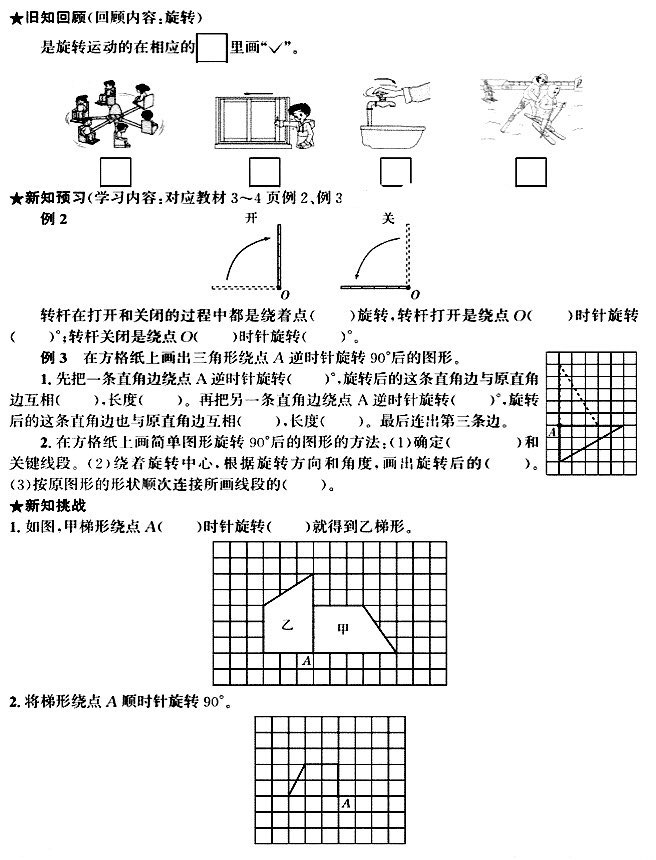 ★旧知回顾(回顾内容:旋转)
是旋转运动的在相应的□里画“✓”。
★新知预习(学习内容:对应教材3～4页例2、例3
例2 开 关
O O
转杆在打开和关闭的过程中都是绕着点( )旋转,转杆打开是绕点O( )时针旋转
( )°;转杆关闭是绕点O( )时针旋转( )°。
例3 在方格纸上画出三角形绕点A逆时针旋转90°后的图形。
1.先把一条直角边绕点A逆时针旋转( )°,旋转后的这条直角边与原直角
边互相( ),长度( )。再把另一条直角边绕点A逆时针旋转( )°,旋转
后的这条直角边也与原直角边互相( ),长度( )。最后连出第三条边。
A
2.在方格纸上画简单图形旋转90°后的图形的方法:(1)确定( )和
关键线段。(2)绕着旋转中心,根据旋转方向和角度,画出旋转后的( )。
(3)按原图形的形状顺次连接所画线段的( )。
★新知挑战
1.如图,甲梯形绕点A( )时针旋转( )就得到乙梯形。
乙 甲
A
2.将梯形绕点A顺时针旋转90°。
A